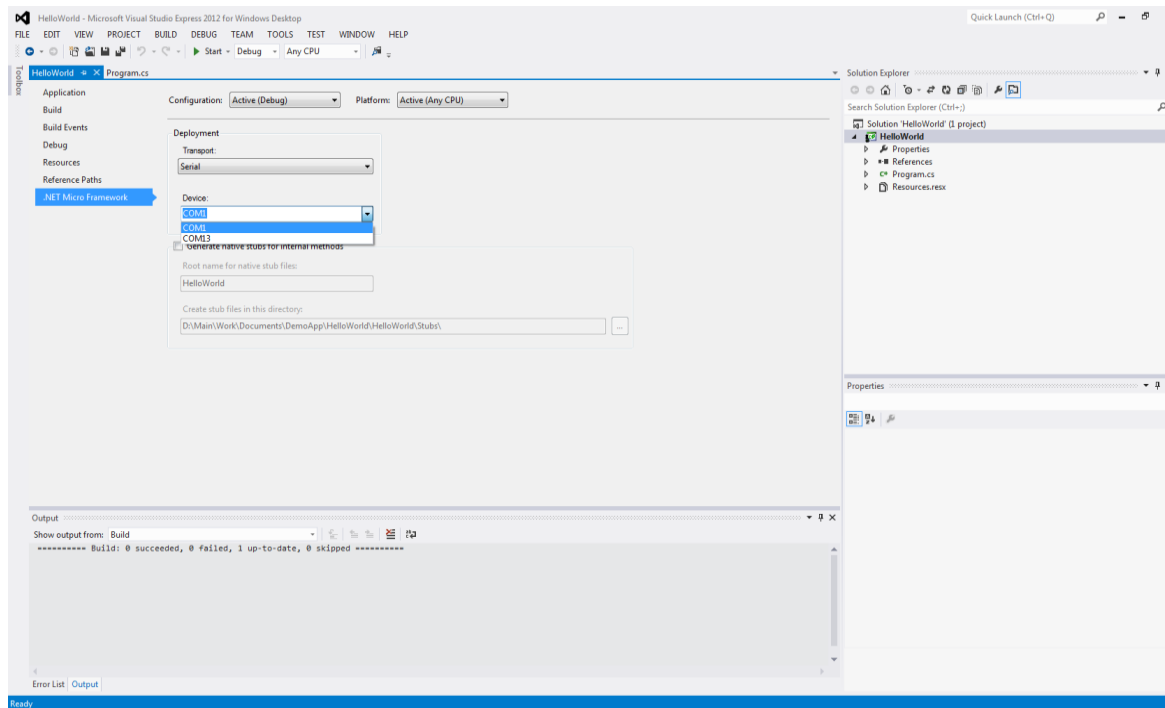 HelloWorld - Microsoft Visual Studio Express 2012 for Windows Desktop
Quick Launch (Ctrl+Q)
FILE EDIT VIEW PROJECT BUILD DEBUG TEAM TOOLS TEST WINDOW HELP
Start Debug Any CPU
Toolbox
HelloWorld Program.cs
Application
Build
Build Events
Debug
Resources
Reference Paths
.NET Micro Framework
Configuration: Active (Debug) Platform: Active (Any CPU)
Deployment
Transport:
Serial
Device:
COM1
COM1
COM13
Generate native stubs for internal methods
Root name for native stub files:
HelloWorld
Create stub files in this directory:
D:\Main\Work\Documents\DemoApp\HelloWorld\HelloWorld\Stubs\
...
Solution Explorer
Search Solution Explorer (Ctrl+;)
Solution 'HelloWorld' (1 project)
HelloWorld
Properties
References
C# Program.cs
Resources.resx
Properties
Output
Show output from: Build
========== Build: 0 succeeded, 0 failed, 1 up-to-date, 0 skipped ==========
Error List Output
Ready